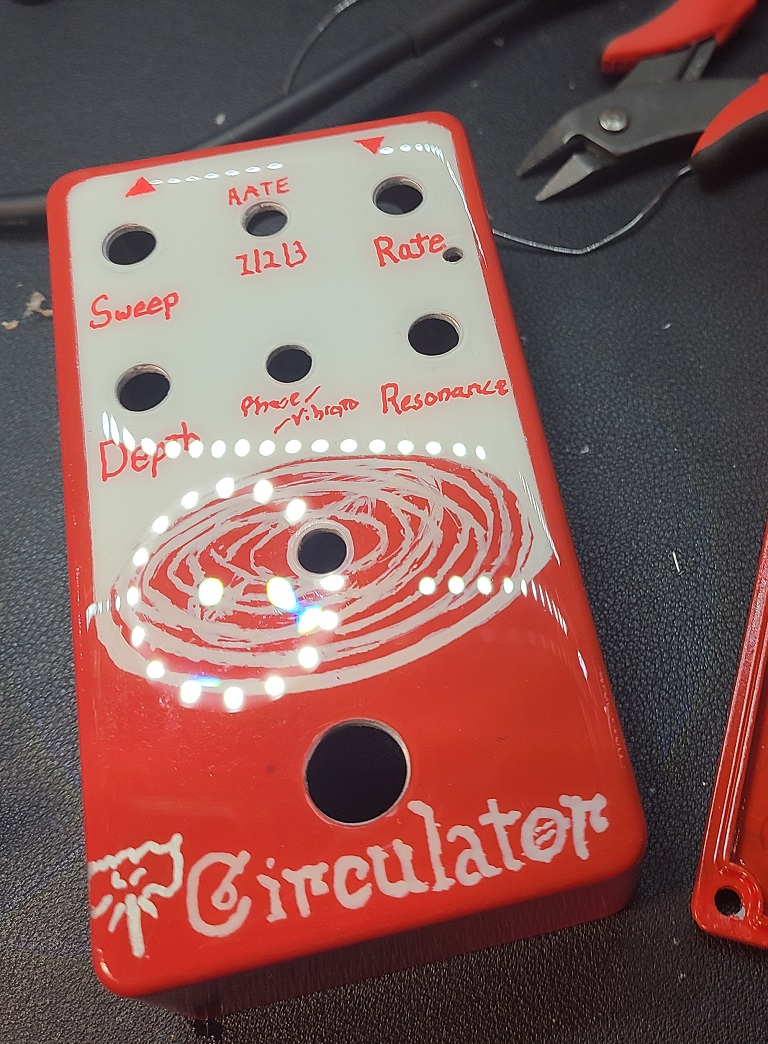 RATE
1/2/3
Rate
Sweep
Phase/
/Vibrato
Resonance
Depth
Circulator